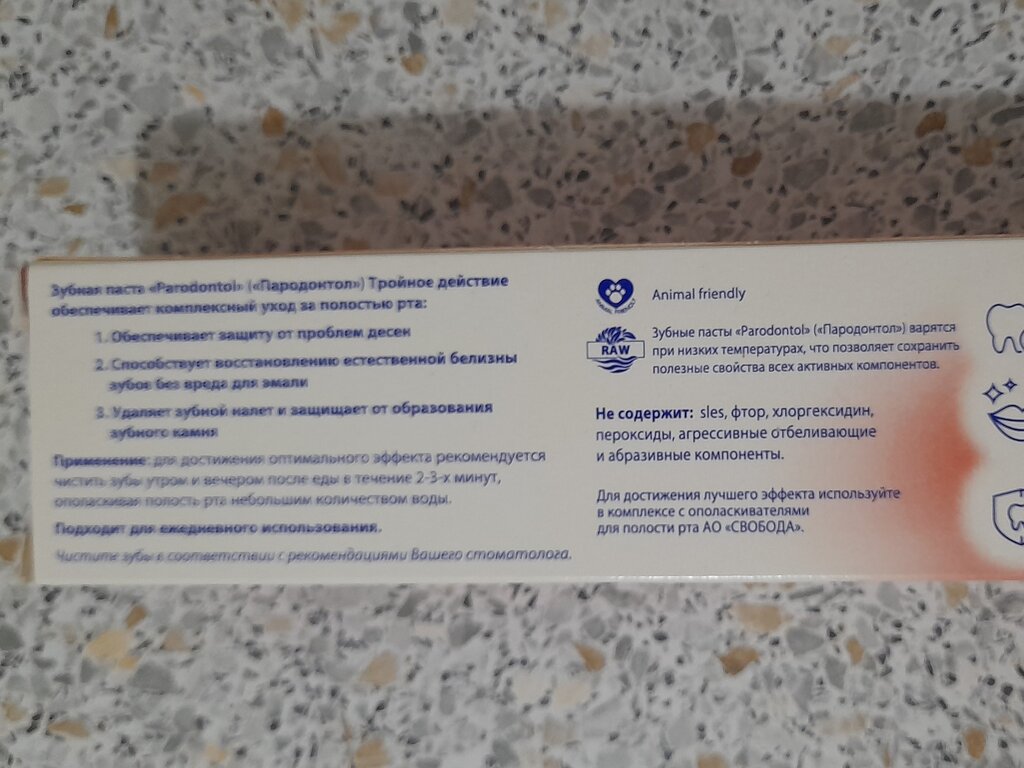 Зубная паста «Parodontol» («Пародонтол») Тройное действие
обеспечивает комплексный уход за полостью рта:
1. Обеспечивает защиту от проблем десен
2. Способствует восстановлению естественной белизны
зубов без вреда для эмали
3. Удаляет зубной налет и защищает от образования
зубного камня
Применение: для достижения оптимального эффекта рекомендуется
чистить зубы утром и вечером после еды в течение 2-3-х минут,
ополаскивая полость рта небольшим количеством воды.
Подходит для ежедневного использования.
Чистите зубы в соответствии с рекомендациями Вашего стоматолога.
ANIMAL FRIENDLY
Animal friendly
RAW
Зубные пасты «Parodontol» («Пародонтол») варятся
при низких температурах, что позволяет сохранить
полезные свойства всех активных компонентов.
Не содержит: sles, фтор, хлоргексидин,
пероксиды, агрессивные отбеливающие
и абразивные компоненты.
Для достижения лучшего эффекта используйте
в комплексе с ополаскивателями
для полости рта АО «СВОБОДА».